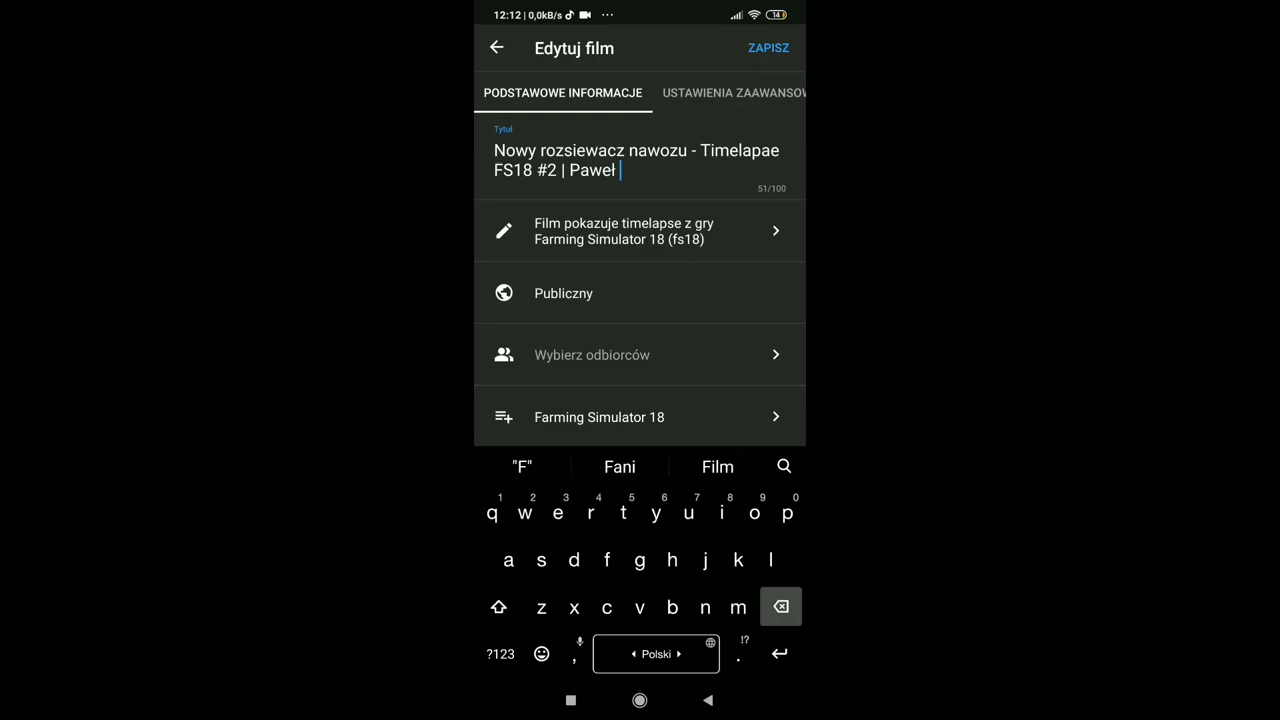 12:12 | 0,0kB/s ... 14
Edytuj film ZAPISZ
PODSTAWOWE INFORMACJE USTAWIENIA ZAAWANSOW
Tytuł
Nowy rozsiewacz nawozu - Timelapae
FS18 #2 | Paweł
51/100
Film pokazuje timelapse z gry
Farming Simulator 18 (fs18)
Publiczny
Wybierz odbiorców
Farming Simulator 18
"F" Fani Film
1 2 3 4 5 6 7 8 9 0
q w e r t y u i o p
a s d f g h j k l
z x c v b n m
?123 , Polski . !?